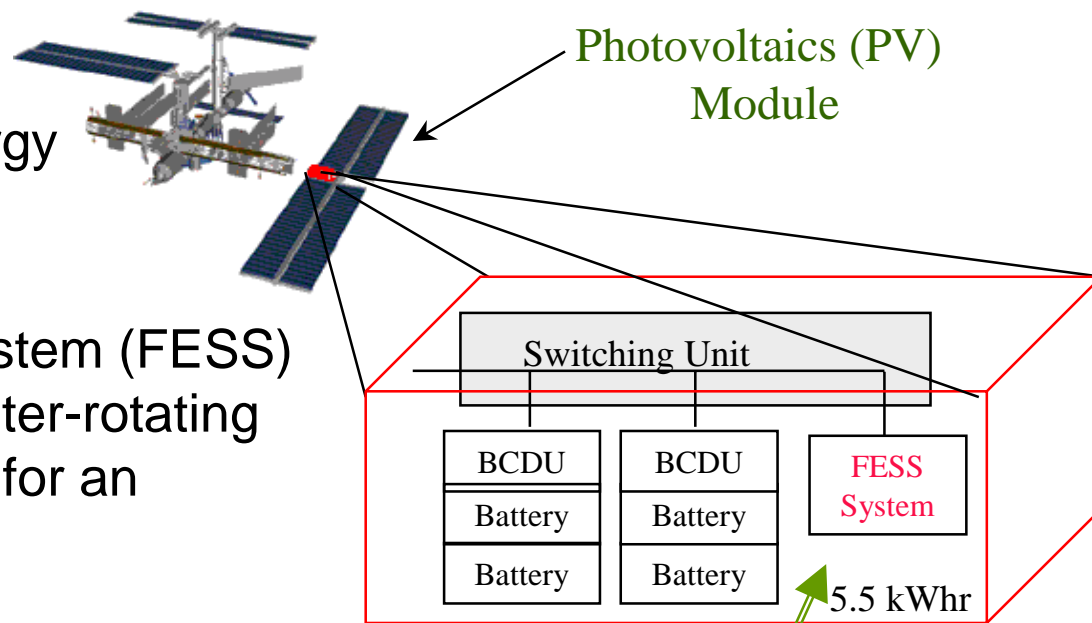 Photovoltaics (PV)
Module
rgy
stem (FESS)
ter-rotating
for an
Switching Unit
BCDU
Battery
Battery
BCDU
Battery
Battery
FESS
System
5.5 kWhr